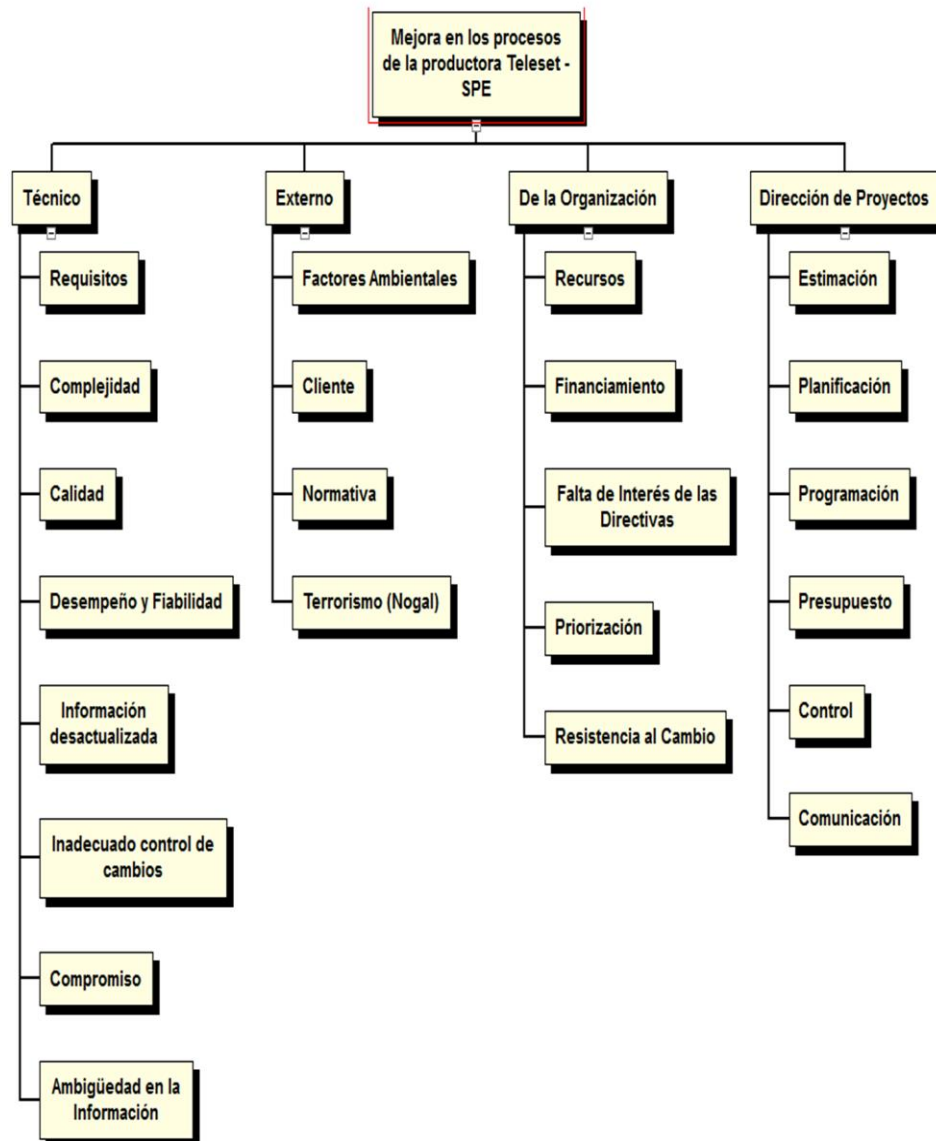 Mejora en los procesos
de la productora Teleset -
SPE
Técnico
Requisitos
Complejidad
Calidad
Desempeño y Fiabilidad
Información
desactualizada
Inadecuado control de
cambios
Compromiso
Ambigüedad en la
Información
Externo
Factores Ambientales
Cliente
Normativa
Terrorismo (Nogal)
De la Organización
Recursos
Financiamiento
Falta de Interés de las
Directivas
Priorización
Resistencia al Cambio
Dirección de Proyectos
Estimación
Planificación
Programación
Presupuesto
Control
Comunicación